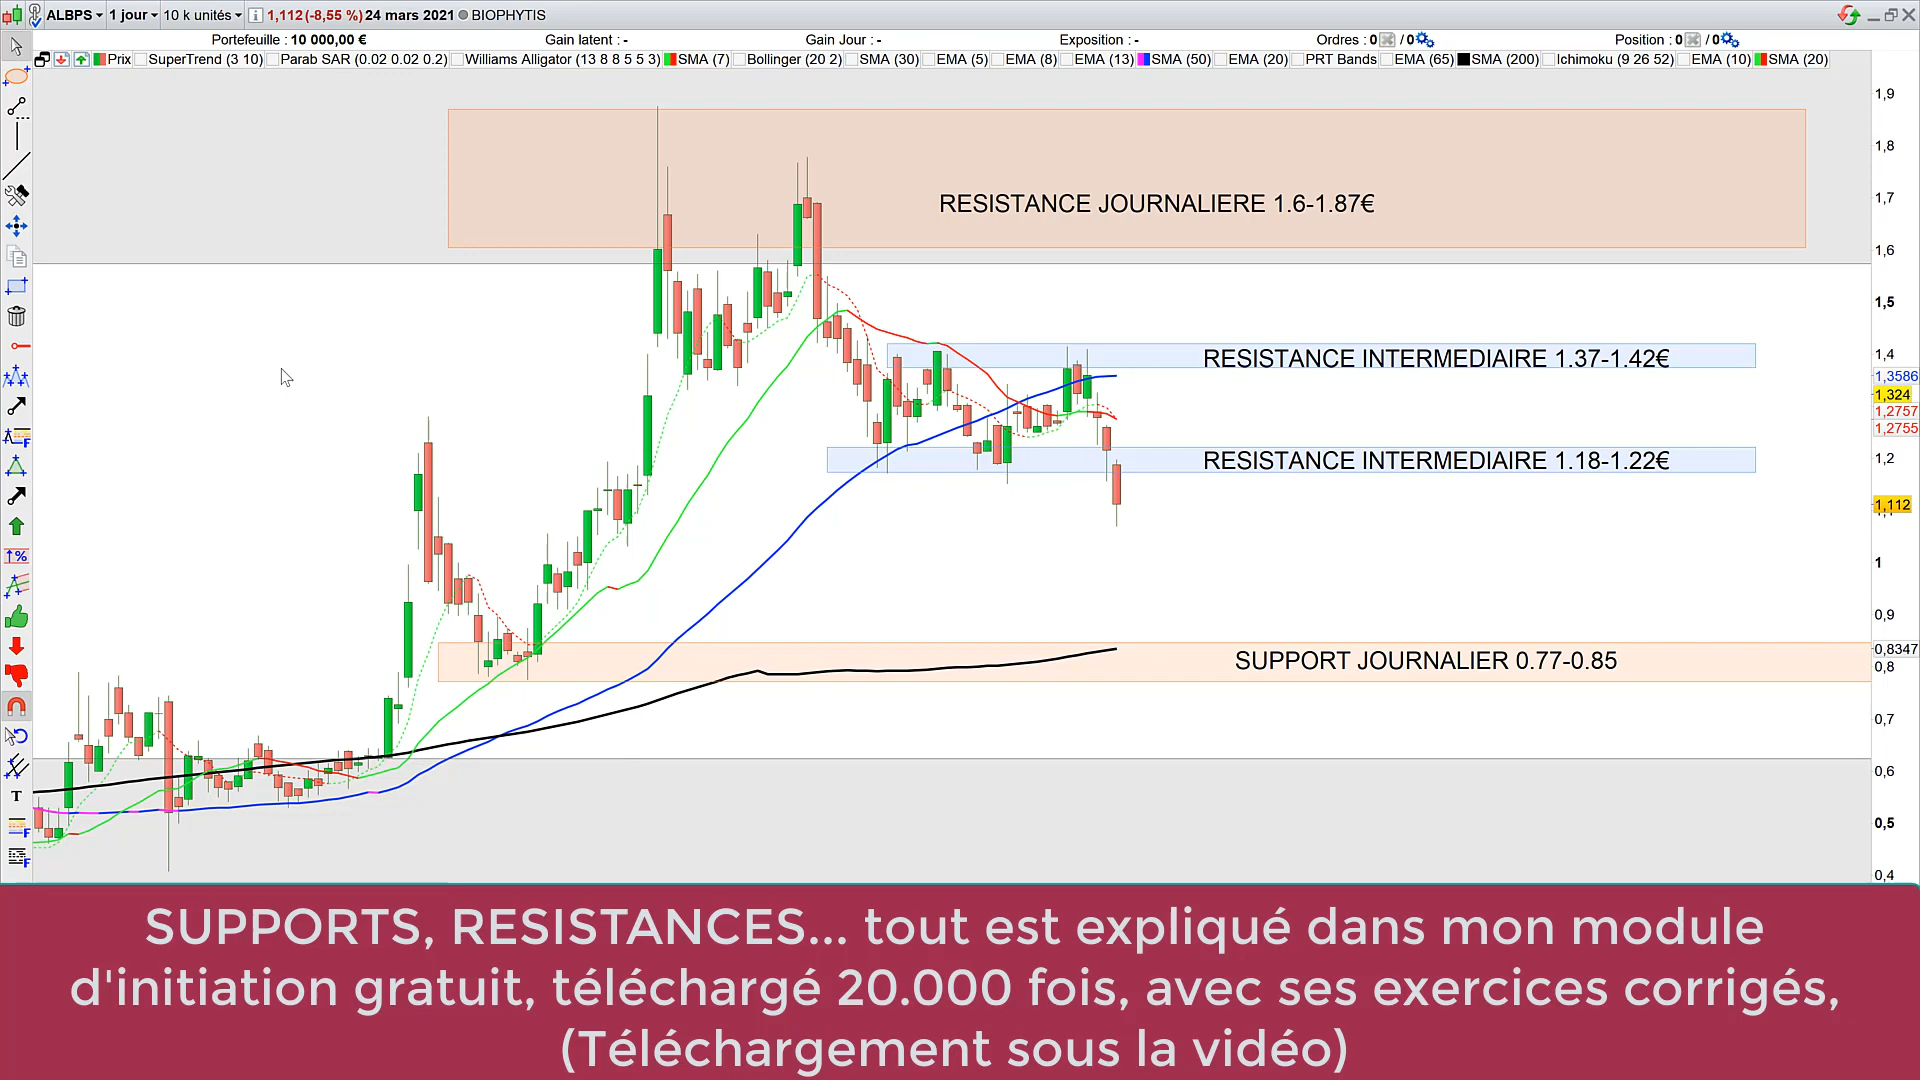 ALBPS 1 jour 10 k unités 1,112 (-8,55 %) 24 mars 2021 BIOPHYTIS
Portefeuille : 10 000,00 € Gain latent : - Gain Jour : - Exposition : - Ordres : 0 / 0 Position : 0 / 0
Prix SuperTrend (3 10) Parab SAR (0.02 0.02 0.2) Williams Alligator (13 8 8 5 5 3) SMA (7) Bollinger (20 2) SMA (30) EMA (5) EMA (8) EMA (13) SMA (50) EMA (20) PRT Bands EMA (65) SMA (200) Ichimoku (9 26 52) EMA (10) SMA (20)
1,9
1,8
1,7
RESISTANCE JOURNALIERE 1.6-1.87€
1,6
1,5
1,4
RESISTANCE INTERMEDIAIRE 1.37-1.42€
1,3586
1,324
1,2757
1,2755
1,2
RESISTANCE INTERMEDIAIRE 1.18-1.22€
1,112
1
0,9
0,8347
SUPPORT JOURNALIER 0.77-0.85
0,8
0,7
0,6
0,5
0,4
SUPPORTS, RESISTANCES... tout est expliqué dans mon module
d'initiation gratuit, téléchargé 20.000 fois, avec ses exercices corrigés,
(Téléchargement sous la vidéo)